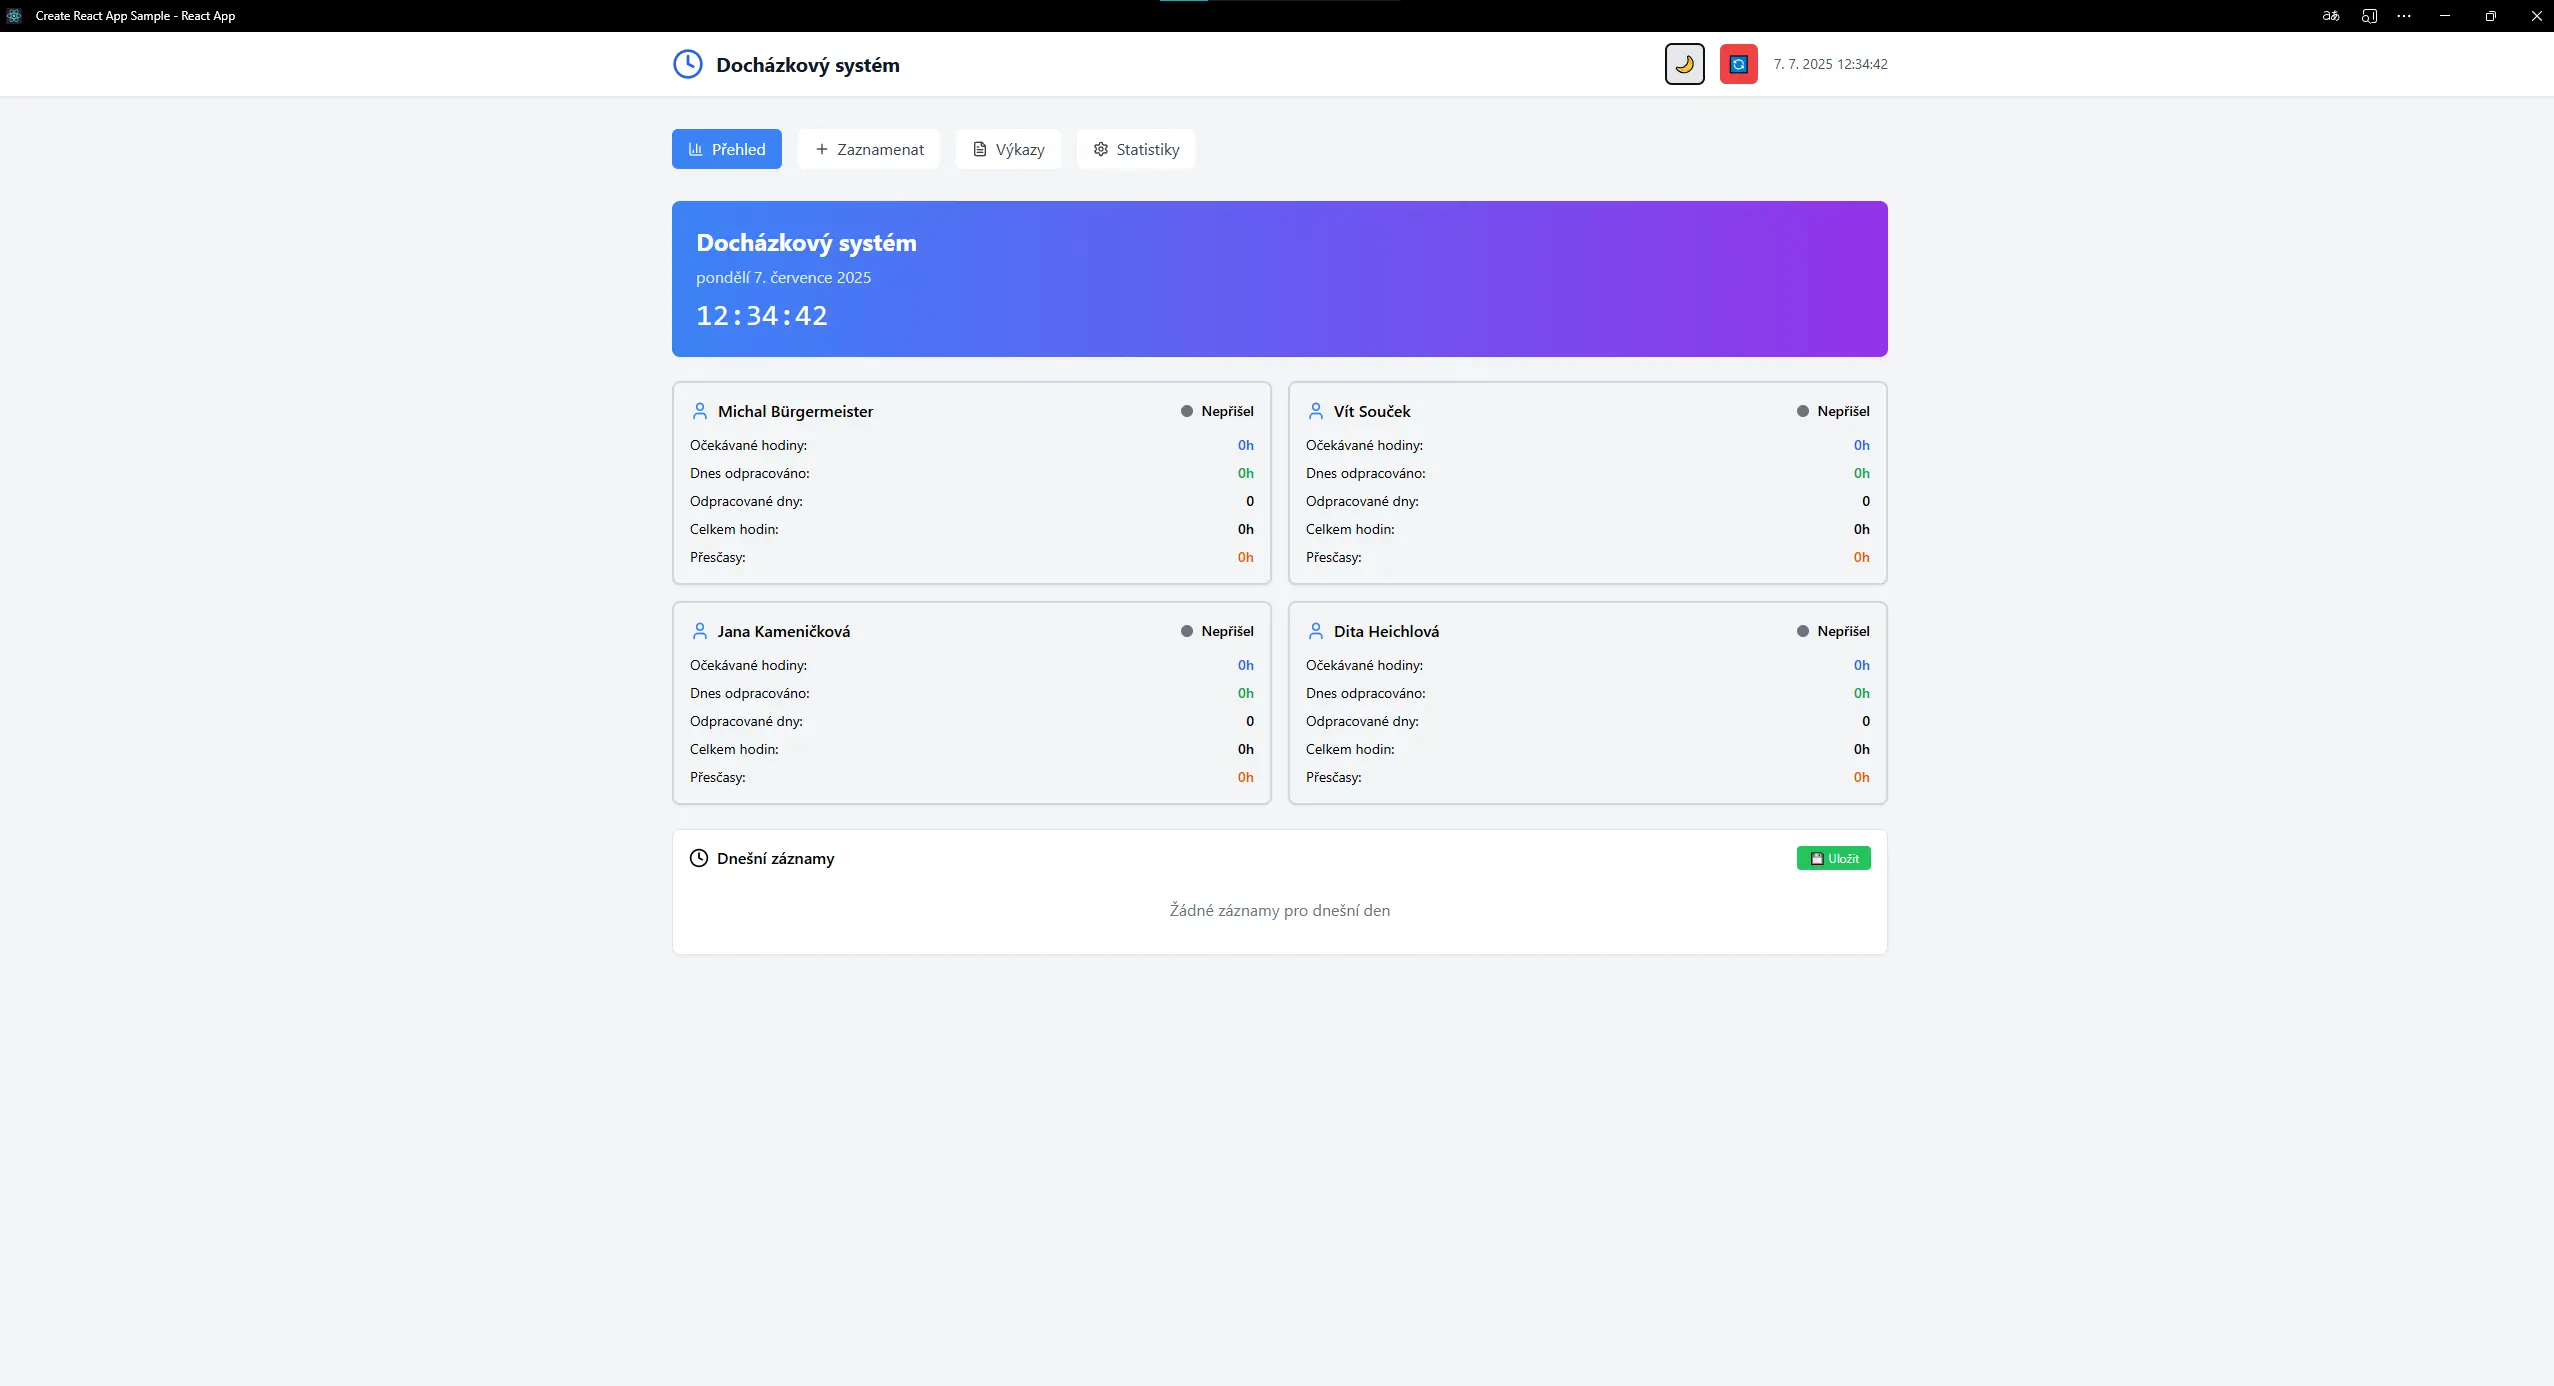 Create React App Sample - React App
Docházkový systém
7. 7. 2025 12:34:42
Přehled
Zaznamenat
Výkazy
Statistiky
Docházkový systém
pondělí 7. července 2025
12:34:42
Michal Bürgermeister
Nepřišel
Očekávané hodiny: 0h
Dnes odpracováno: 0h
Odpracované dny: 0
Celkem hodin: 0h
Přesčasy: 0h
Vít Souček
Nepřišel
Očekávané hodiny: 0h
Dnes odpracováno: 0h
Odpracované dny: 0
Celkem hodin: 0h
Přesčasy: 0h
Jana Kameničková
Nepřišel
Očekávané hodiny: 0h
Dnes odpracováno: 0h
Odpracované dny: 0
Celkem hodin: 0h
Přesčasy: 0h
Dita Heichlová
Nepřišel
Očekávané hodiny: 0h
Dnes odpracováno: 0h
Odpracované dny: 0
Celkem hodin: 0h
Přesčasy: 0h
Dnešní záznamy
Uložit
Žádné záznamy pro dnešní den